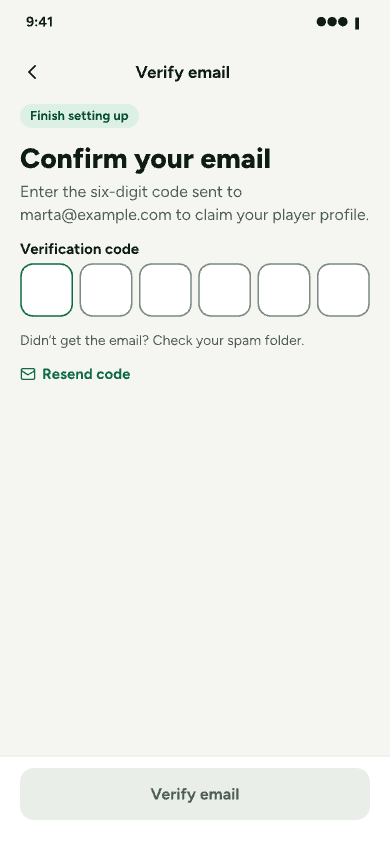 9:41
Verify email
Finish setting up
Confirm your email
Enter the six-digit code sent to
marta@example.com to claim your player profile.
Verification code
Didn’t get the email? Check your spam folder.
Resend code
Verify email